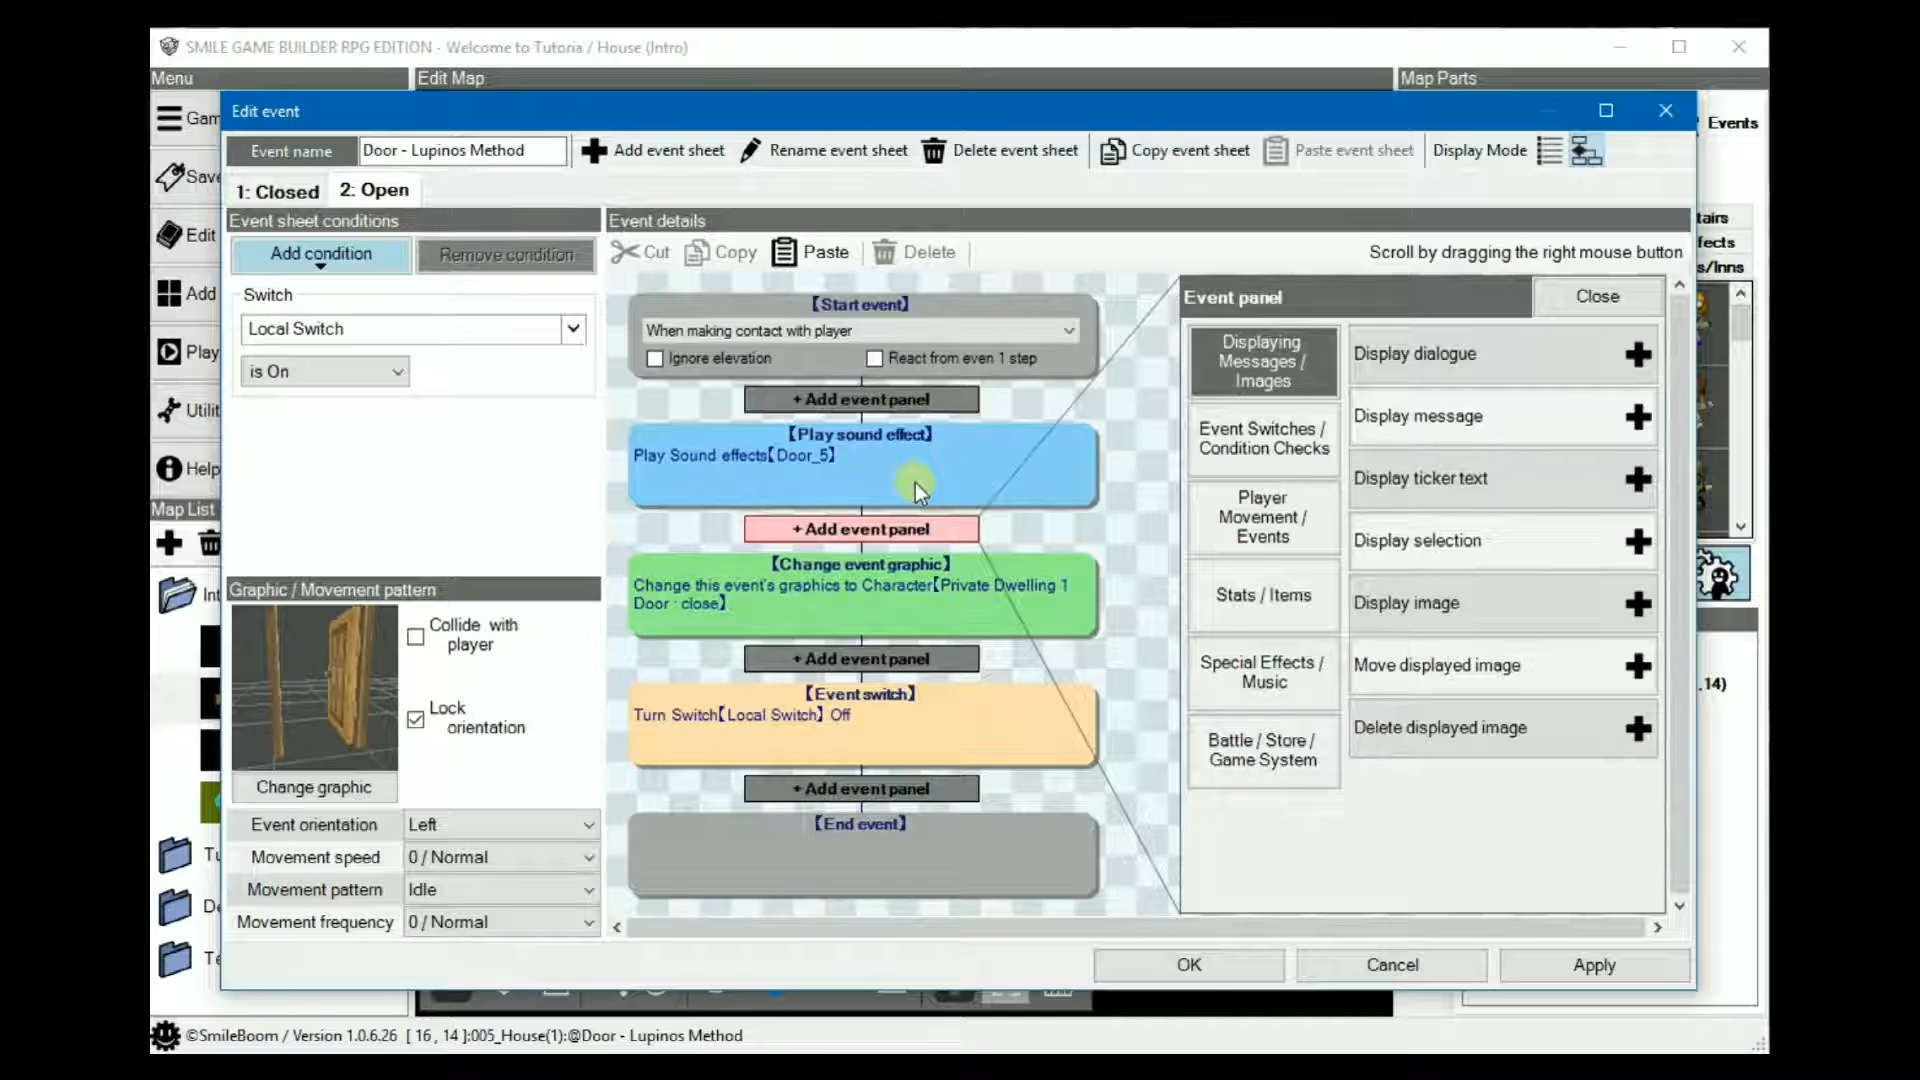 SMILE GAME BUILDER RPG EDITION - Welcome to Tutoria / House (Intro)
Menu
Edit Map
Map Parts
Gam
Save
Edit
Add
Play
Utilit
Help
Map List
Int
Tu
De
Te
Events
tairs
fects
s/Inns
.14)
Edit event
Event name
Door - Lupinos Method
Add event sheet
Rename event sheet
Delete event sheet
Copy event sheet
Paste event sheet
Display Mode
1: Closed
2: Open
Event sheet conditions
Add condition
Remove condition
Switch
Local Switch
is On
Graphic / Movement pattern
Collide with
player
Lock
orientation
Change graphic
Event orientation
Left
Movement speed
0 / Normal
Movement pattern
Idle
Movement frequency
0 / Normal
Event details
Cut
Copy
Paste
Delete
Scroll by dragging the right mouse button
【Start event】
When making contact with player
Ignore elevation
React from even 1 step
+ Add event panel
【Play sound effect】
Play Sound effects【Door_5】
+ Add event panel
【Change event graphic】
Change this event's graphics to Character【Private Dwelling 1
Door : close】
+ Add event panel
【Event switch】
Turn Switch【Local Switch】 Off
+ Add event panel
【End event】
Event panel
Close
Displaying
Messages /
Images
Event Switches /
Condition Checks
Player
Movement /
Events
Stats / Items
Special Effects /
Music
Battle / Store /
Game System
Display dialogue
Display message
Display ticker text
Display selection
Display image
Move displayed image
Delete displayed image
OK
Cancel
Apply
©SmileBoom / Version 1.0.6.26 [ 16 , 14 ]:005_House(1):@Door - Lupinos Method